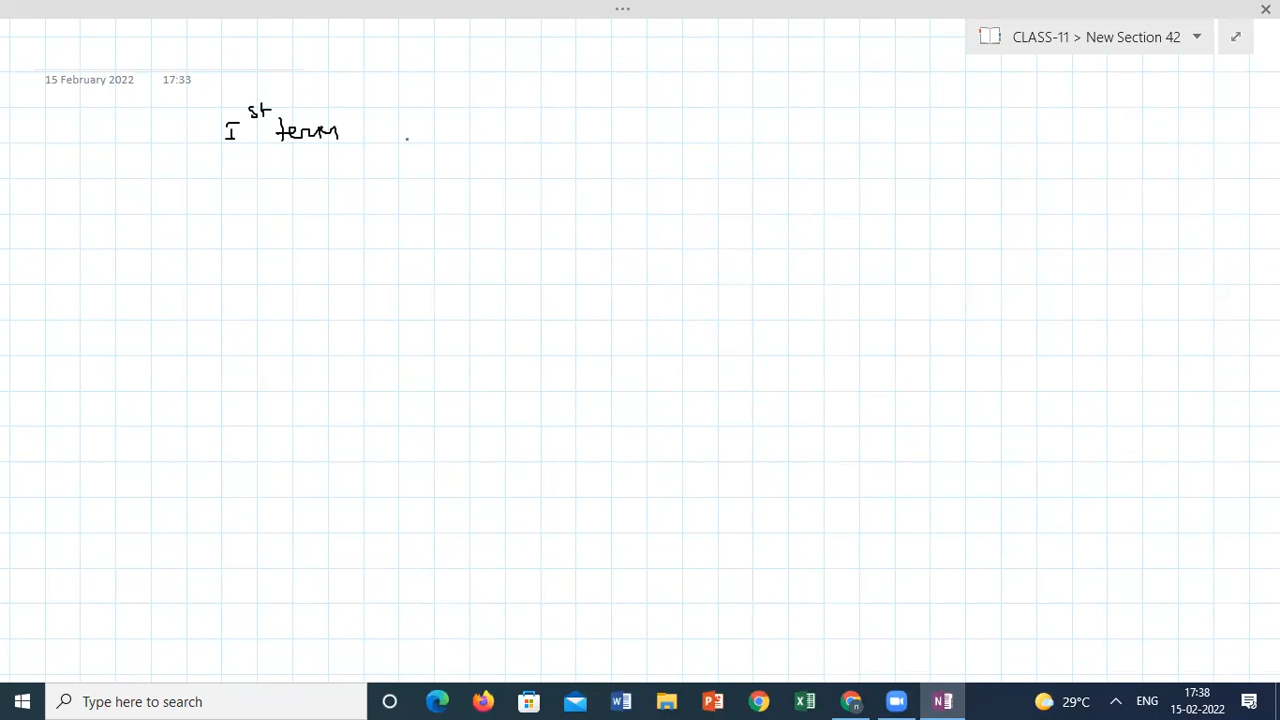 CLASS-11 > New Section 42
15 February 2022 17:33
Ist term
Type here to search
29°C
ENG
17:38
15-02-2022